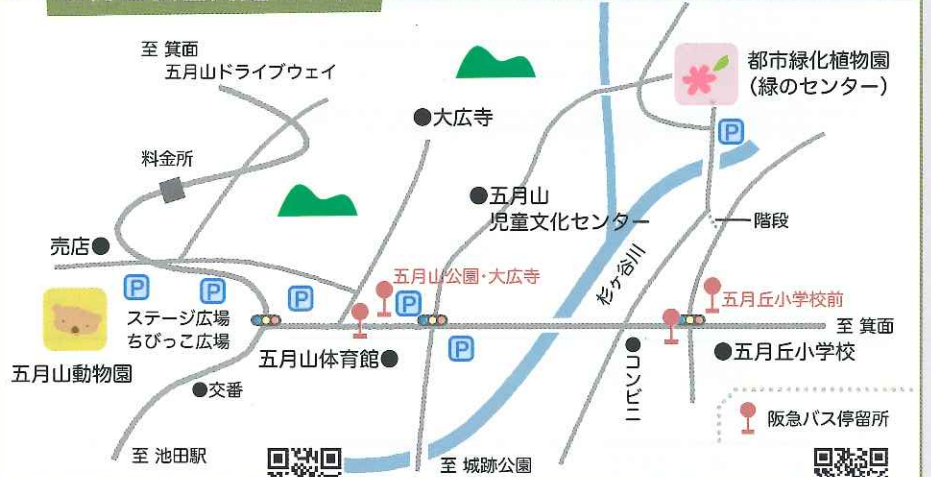 至 箕面
五月山ドライブウェイ
都市緑化植物園
(緑のセンター)
●大広寺
料金所
P
●五月山
児童文化センター
階段
売店●
杉ヶ谷川
五月山公園・大広寺
五月丘小学校前
P
P
P
P
ステージ広場
ちびっこ広場
至 箕面
五月山体育館●
P
●五月丘小学校
五月山動物園
●交番
●コンビニ
阪急バス停留所
至 池田駅
至 城跡公園